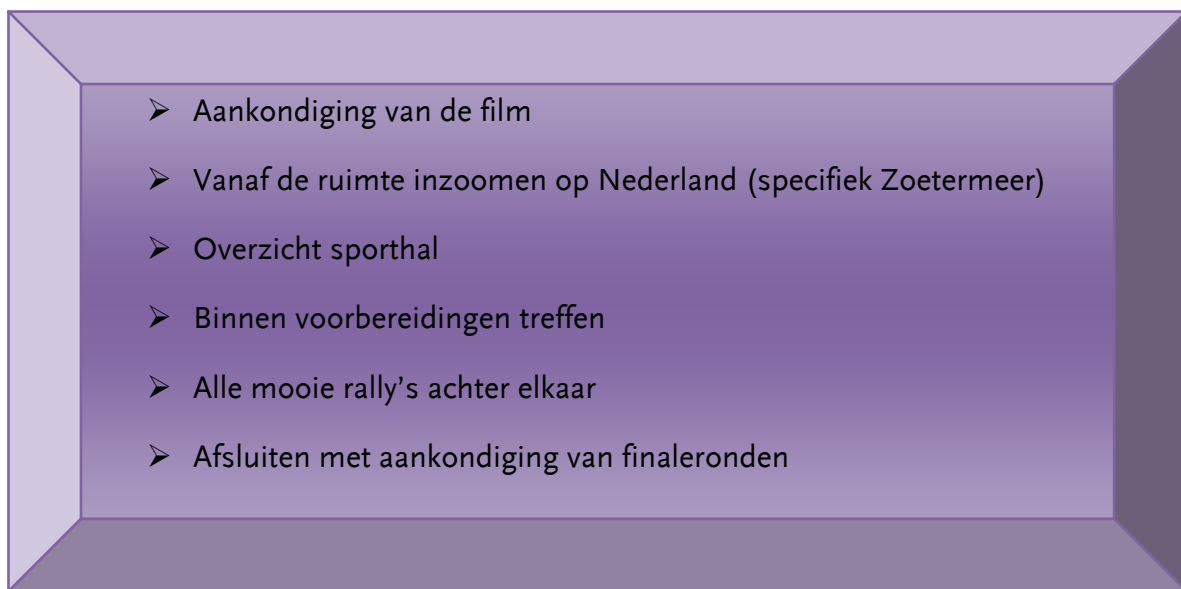 ➢ Aankondiging van de film
➢ Vanaf de ruimte inzoomen op Nederland (specifiek Zoetermeer)
➢ Overzicht sporthal
➢ Binnen voorbereidingen treffen
➢ Alle mooie rally’s achter elkaar
➢ Afsluiten met aankondiging van finaleronden